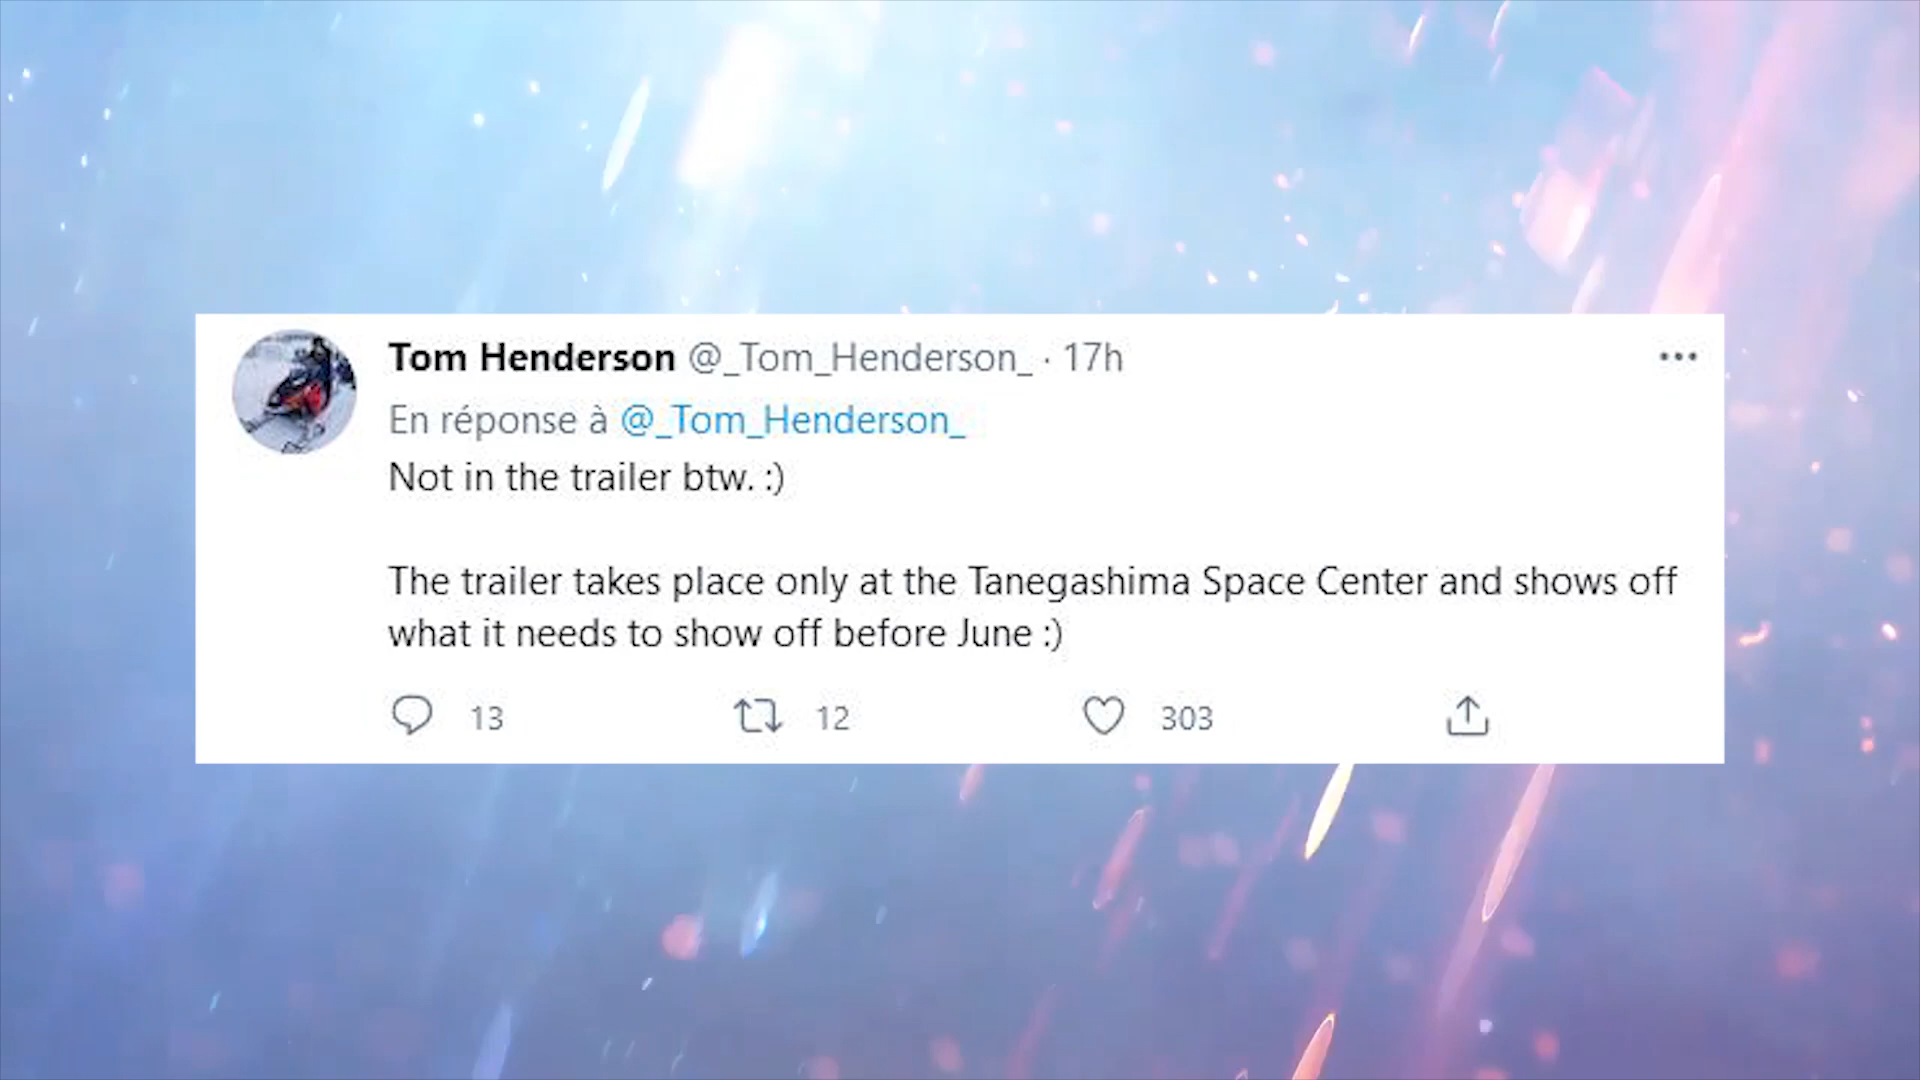 Tom Henderson @_Tom_Henderson_ · 17h
En réponse à @_Tom_Henderson_
Not in the trailer btw. :)
The trailer takes place only at the Tanegashima Space Center and shows off
what it needs to show off before June :)
13 12 303